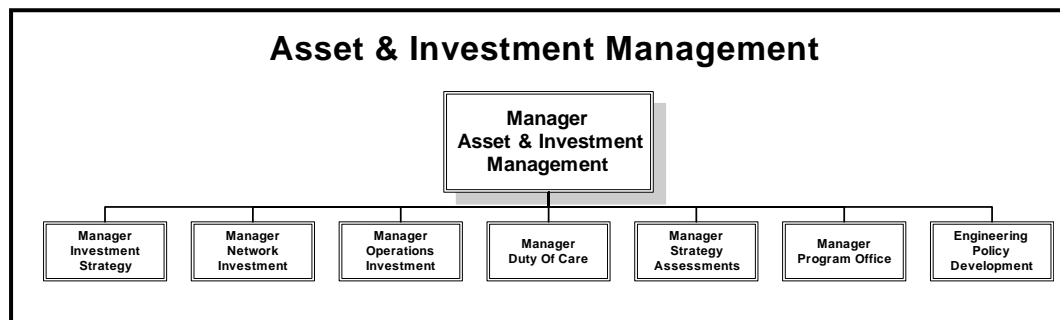 Asset & Investment Management
Manager
Asset & Investment
Management
Manager
Investment
Strategy
Manager
Network
Investment
Manager
Operations
Investment
Manager
Duty Of Care
Manager
Strategy
Assessments
Manager
Program Office
Engineering
Policy
Development